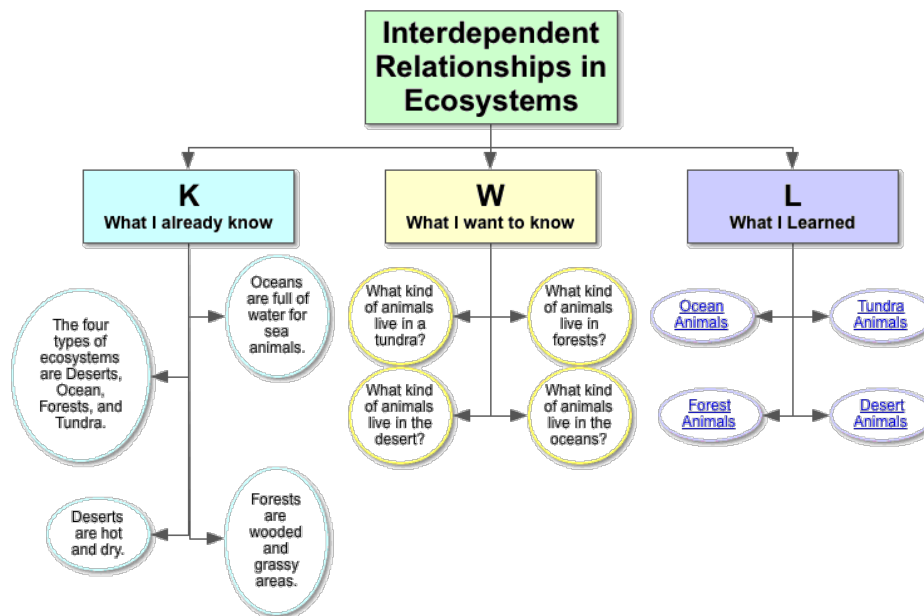 Interdependent
Relationships in
Ecosystems
K
What I already know
W
What I want to know
L
What I Learned
Oceans
are full of
water for
sea
animals.
The four
types of
ecosystems
are Deserts,
Ocean,
Forests, and
Tundra.
Deserts
are hot
and dry.
Forests
are
wooded
and
grassy
areas.
What kind
of animals
live in a
tundra?
What kind
of animals
live in
forests?
What kind
of animals
live in the
desert?
What kind
of animals
live in the
oceans?
Ocean
Animals
Tundra
Animals
Forest
Animals
Desert
Animals